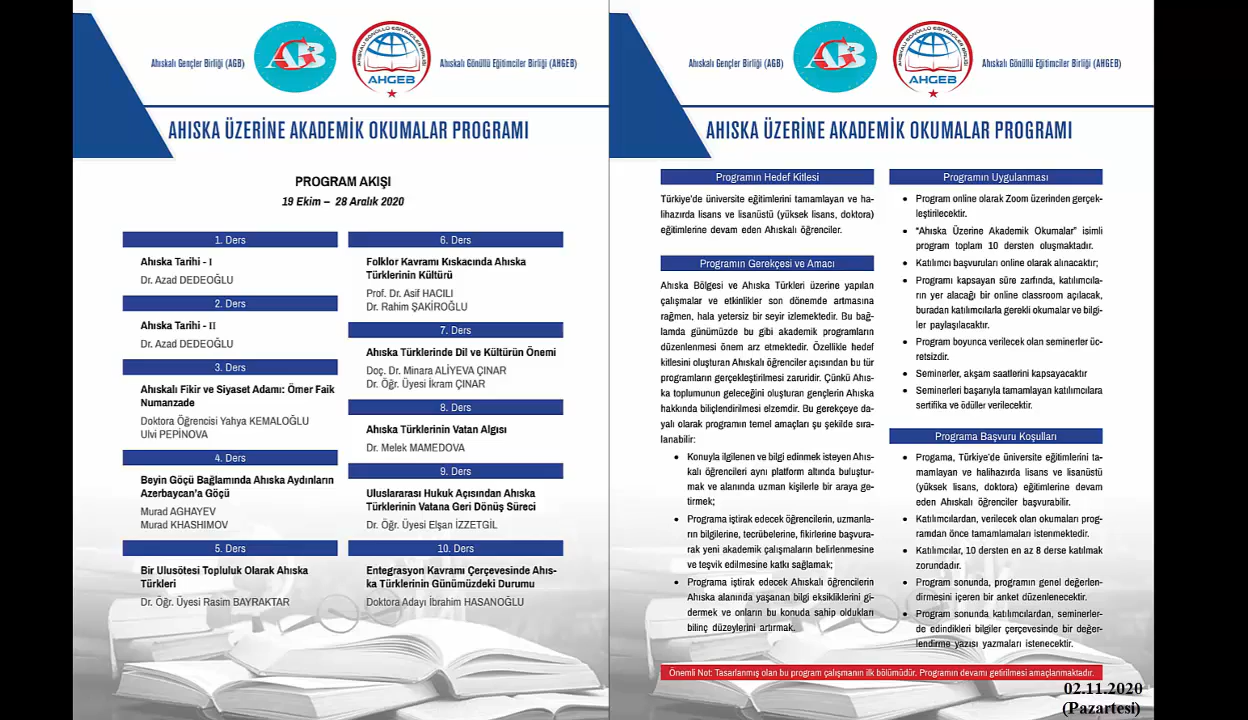 Ahıskalı Gençler Birliği (AGB)
AGB
AHISKALI GÖNÜLLÜ EĞİTİMCİLER BİRLİĞİ
AHGEB
Ahıskalı Gönüllü Eğitimciler Birliği (AHGEB)
AHISKA ÜZERİNE AKADEMİK OKUMALAR PROGRAMI
PROGRAM AKIŞI
19 Ekim – 28 Aralık 2020
1. Ders
Ahıska Tarihi - I
Dr. Azad DEDEOĞLU
2. Ders
Ahıska Tarihi - II
Dr. Azad DEDEOĞLU
3. Ders
Ahıskalı Fikir ve Siyaset Adamı: Ömer Faik
Numanzade
Doktora Öğrencisi Yahya KEMALOĞLU
Ulvi PEPİNOVA
4. Ders
Beyin Göçü Bağlamında Ahıska Aydınların
Azerbaycan’a Göçü
Murad AGHAYEV
Murad KHASHIMOV
5. Ders
Bir Ulusötesi Topluluk Olarak Ahıska
Türkleri
Dr. Öğr. Üyesi Rasim BAYRAKTAR
6. Ders
Folklor Kavramı Kıskacında Ahıska
Türklerinin Kültürü
Prof. Dr. Asif HACILI
Dr. Rahim ŞAKİROĞLU
7. Ders
Ahıska Türklerinde Dil ve Kültürün Önemi
Doç. Dr. Minara ALİYEVA ÇINAR
Dr. Öğr. Üyesi İkram ÇINAR
8. Ders
Ahıska Türklerinin Vatan Algısı
Dr. Melek MAMEDOVA
9. Ders
Uluslararası Hukuk Açısından Ahıska
Türklerinin Vatana Geri Dönüş Süreci
Dr. Öğr. Üyesi Elşan İZZETGİL
10. Ders
Entegrasyon Kavramı Çerçevesinde Ahıs-
ka Türklerinin Günümüzdeki Durumu
Doktora Adayı İbrahim HASANOĞLU
Ahıskalı Gençler Birliği (AGB)
AGB
AHISKALI GÖNÜLLÜ EĞİTİMCİLER BİRLİĞİ
AHGEB
Ahıskalı Gönüllü Eğitimciler Birliği (AHGEB)
AHISKA ÜZERİNE AKADEMİK OKUMALAR PROGRAMI
Programın Hedef Kitlesi
Türkiye’de üniversite eğitimlerini tamamlayan ve ha-
lihazırda lisans ve lisanüstü (yüksek lisans, doktora)
eğitimlerine devam eden Ahıskalı öğrenciler.
Programın Gerekçesi ve Amacı
Ahıska Bölgesi ve Ahıska Türkleri üzerine yapılan
çalışmalar ve etkinlikler son dönemde artmasına
rağmen, hala yetersiz bir seyir izlemektedir. Bu bağ-
lamda günümüzde bu gibi akademik programların
düzenlenmesi önem arz etmektedir. Özellikle hedef
kitlesini oluşturan Ahıskalı öğrenciler açısından bu tür
programların gerçekleştirilmesi zaruridir. Çünkü Ahıs-
ka toplumunun geleceğini oluşturan gençlerin Ahıska
hakkında biliçlendirilmesi elzemdir. Bu gerekçeye da-
yalı olarak programın temel amaçları şu şekilde sıra-
lanabilir:
• Konuyla ilgilenen ve bilgi edinmek isteyen Ahıs-
kalı öğrencileri aynı platform altında buluştur-
mak ve alanında uzman kişilerle bir araya ge-
tirmek;
• Programa iştirak edecek öğrencilerin, uzmanla-
rın bilgilerine, tecrübelerine, fikirlerine başvura-
rak yeni akademik çalışmaların belirlenmesine
ve teşvik edilmesine katkı sağlamak;
• Programa iştirak edecek Ahıskalı öğrencilerin
Ahıska alanında yaşanan bilgi eksikliklerini gi-
dermek ve onların bu konuda sahip oldukları
bilinç düzeylerini artırmak.
Programın Uygulanması
• Program online olarak Zoom üzerinden gerçek-
leştirilecektir.
• “Ahıska Üzerine Akademik Okumalar” isimli
program toplam 10 dersten oluşmaktadır.
• Katılımcı başvuruları online olarak alınacaktır;
• Programı kapsayan süre zarfında, katılımcıla-
rın yer alacağı bir online classroom açılacak,
buradan katılımcılarla gerekli okumalar ve bilgi-
ler paylaşılacaktır.
• Program boyunca verilecek olan seminerler üc-
retsizdir.
• Seminerler, akşam saatlerini kapsayacaktır
• Seminerleri başarıyla tamamlayan katılımcılara
sertifika ve ödüller verilecektir.
Programa Başvuru Koşulları
• Progama, Türkiye’de üniversite eğitimlerini ta-
mamlayan ve halihazırda lisans ve lisanüstü
(yüksek lisans, doktora) eğitimlerine devam
eden Ahıskalı öğrenciler başvurabilir.
• Katılımcılardan, verilecek olan okumaları prog-
ramdan önce tamamlamaları istenmektedir.
• Katılımcılar, 10 dersten en az 8 derse katılmak
zorundadır.
• Program sonunda, programın genel değerlen-
dirmesini içeren bir anket düzenlenecektir.
• Program sonunda katılımcılardan, seminerler-
de edindikleri bilgiler çerçevesinde bir değer-
lendirme yazısı yazmaları istenecektir.
Önemli Not: Tasarlanmış olan bu program çalışmanın ilk bölümüdür. Programın devamı getirilmesi amaçlanmaktadır.
02.11.2020
(Pazartesi)